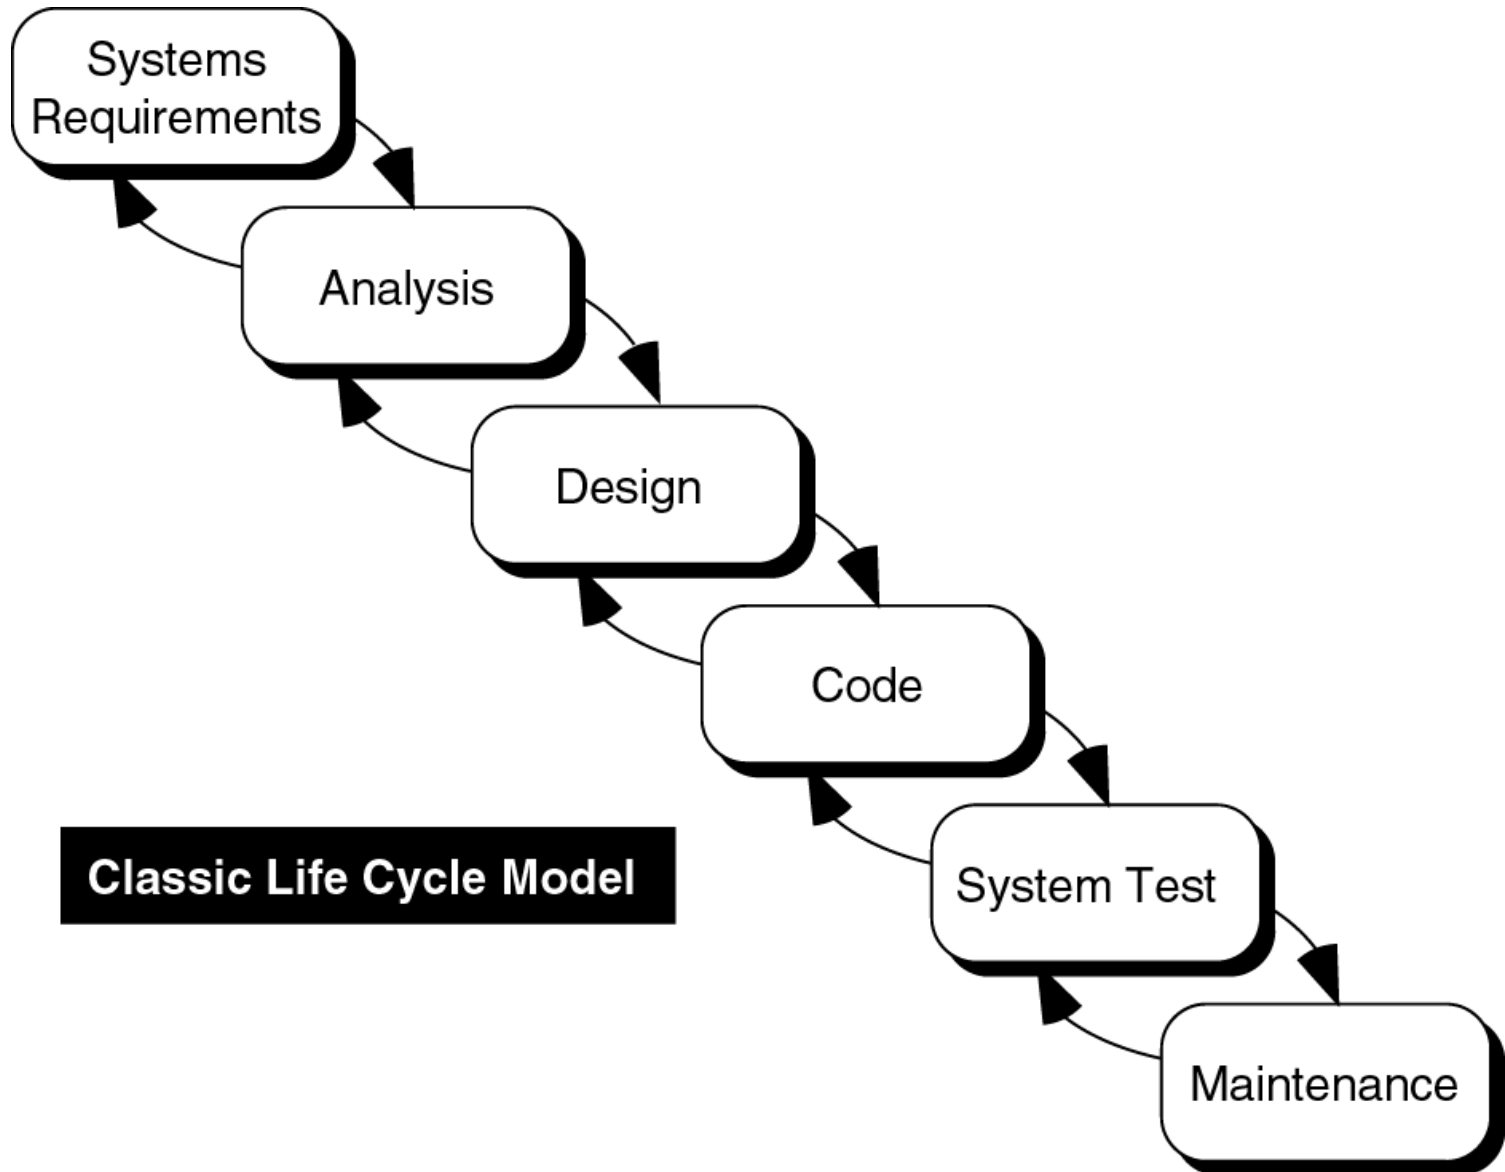 Systems
Requirements
Analysis
Design
Code
Classic Life Cycle Model
System Test
Maintenance